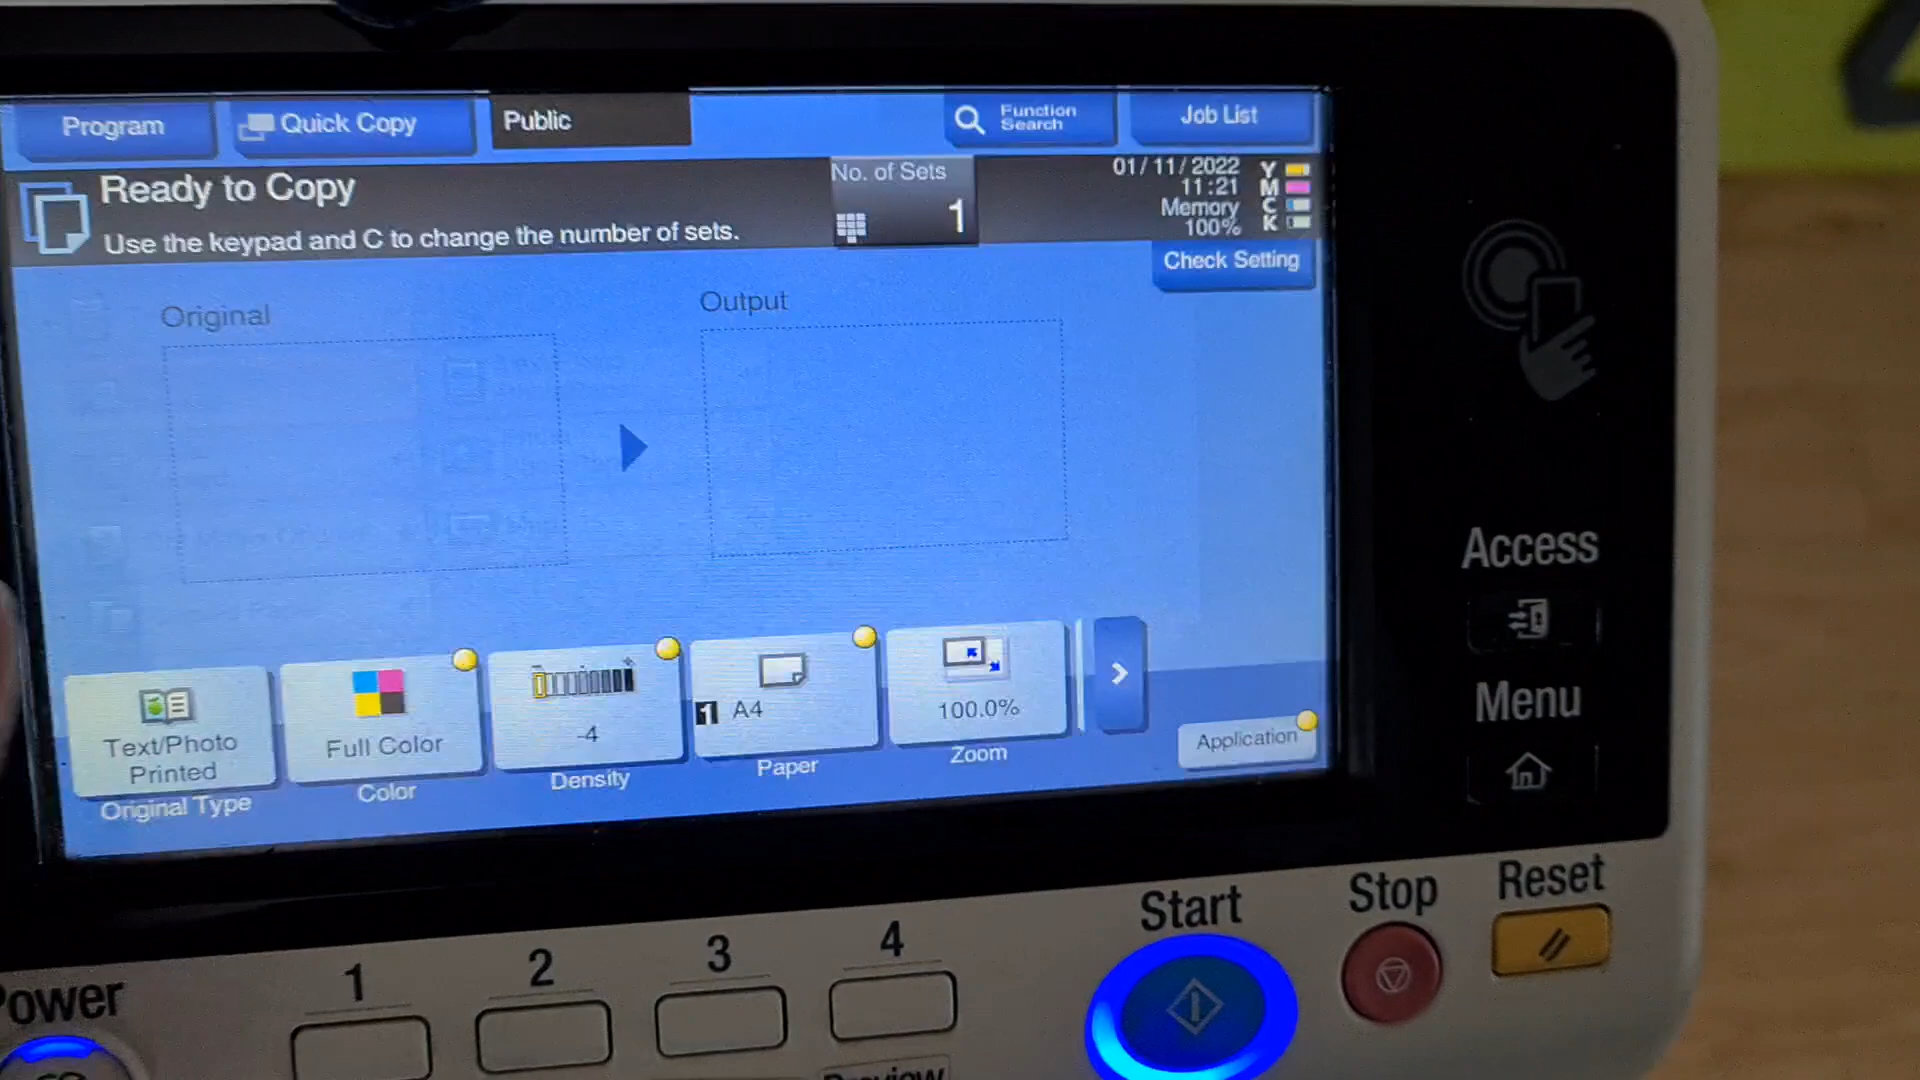 Program
Quick Copy
Public
Function
Search
Job List
Ready to Copy
Use the keypad and C to change the number of sets.
No. of Sets
1
01/11/2022
11:21
Memory
100%
Y
M
C
K
Check Setting
Original
Output
Text/Photo
Printed
Original Type
Full Color
Color
-4
Density
1 A4
Paper
100.0%
Zoom
Application
Access
Menu
Start
Stop
Reset
Power
1
2
3
4
Preview